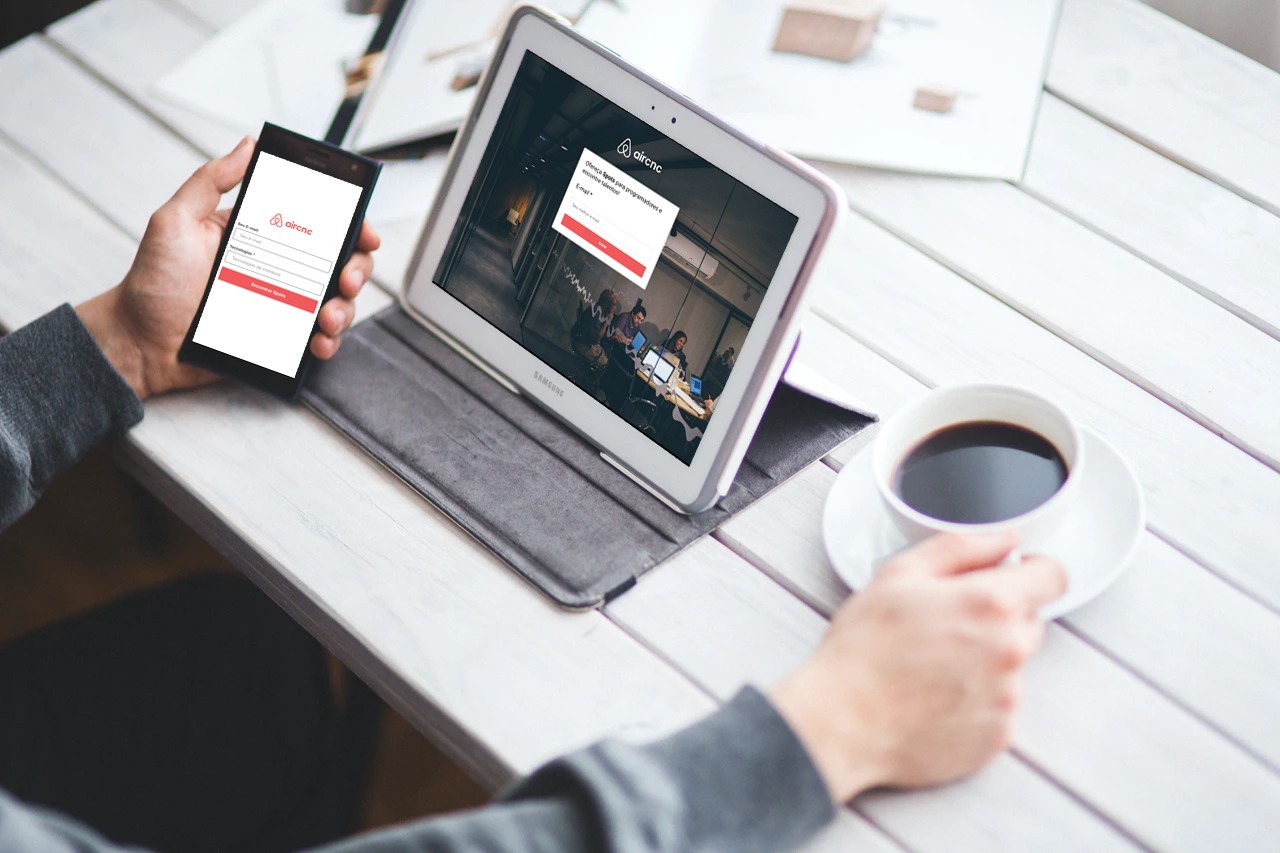 aircnc
Seu E-mail
Seu e-mail
Tecnologias *
Tecnologias de interesse
Encontrar Spots
aircnc
Ofereça Spots para programadores e
encontre talentos!
E-mail *
Seu melhor e-mail
Entrar
SAMSUNG